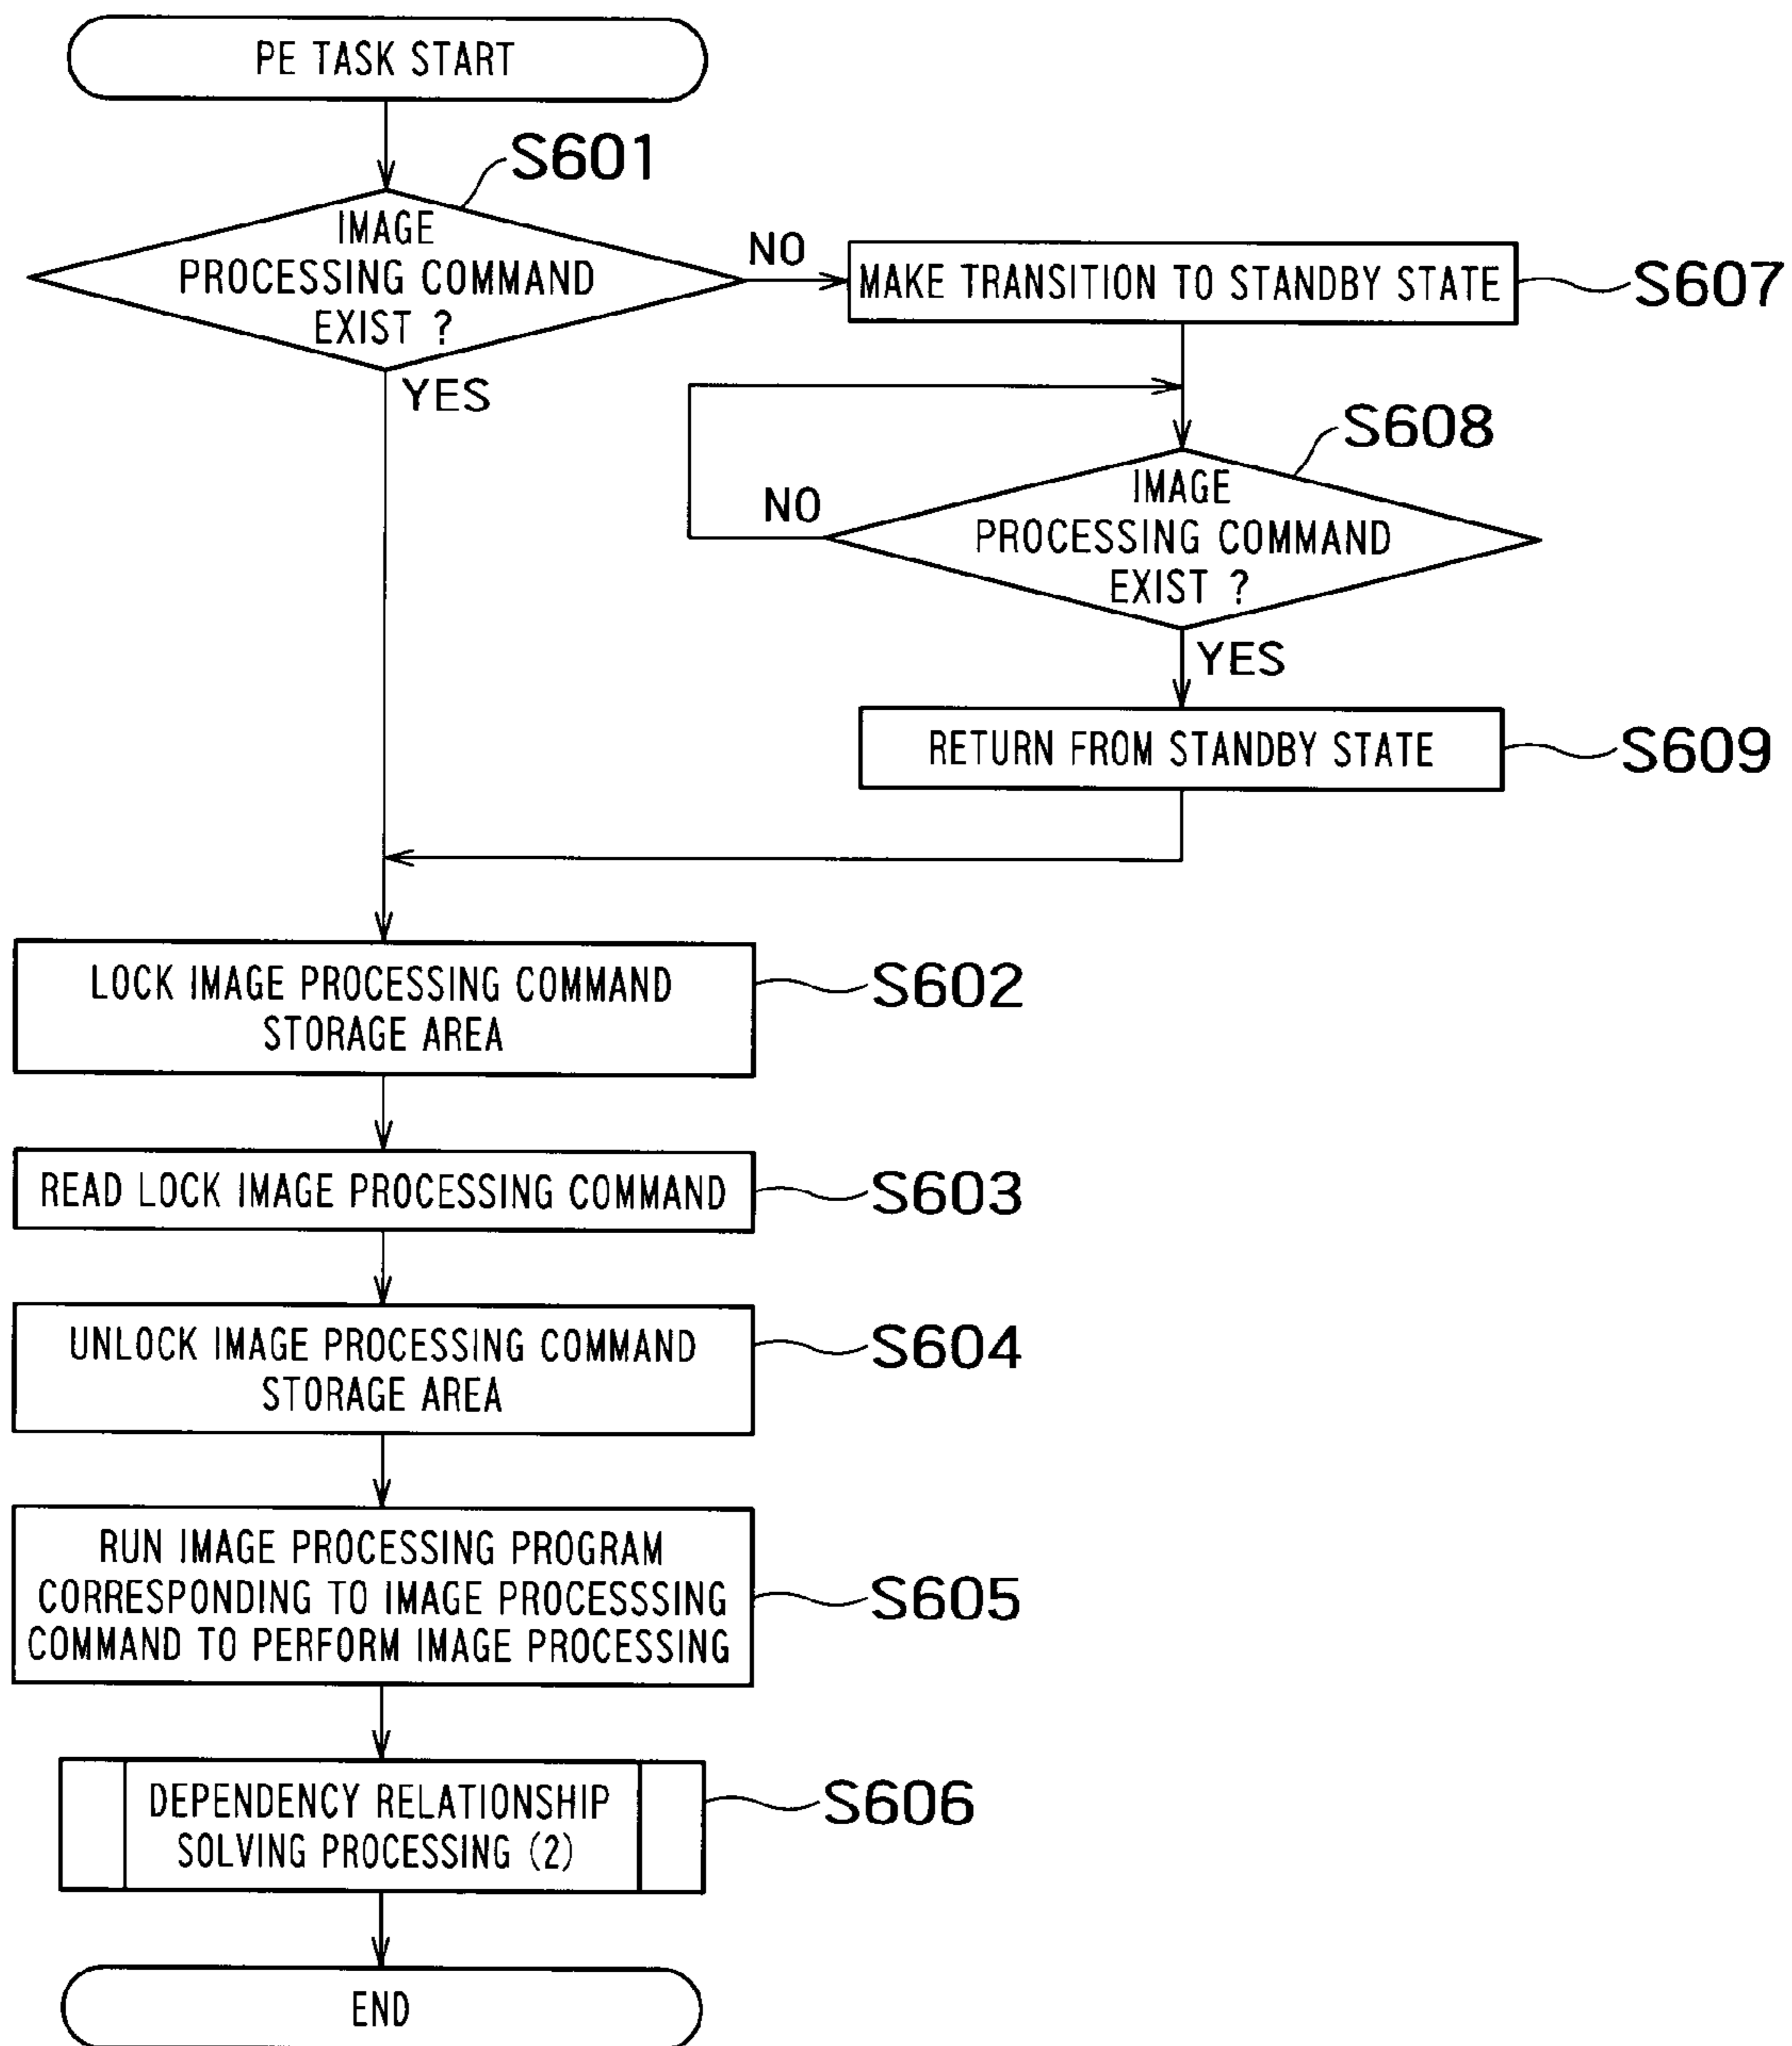 PE TASK START
S601
IMAGE
PROCESSING COMMAND
EXIST ?
NO
YES
MAKE TRANSITION TO STANDBY STATE
S607
S608
IMAGE
PROCESSING COMMAND
EXIST ?
NO
YES
RETURN FROM STANDBY STATE
S609
LOCK IMAGE PROCESSING COMMAND
STORAGE AREA
S602
READ LOCK IMAGE PROCESSING COMMAND
S603
UNLOCK IMAGE PROCESSING COMMAND
STORAGE AREA
S604
RUN IMAGE PROCESSING PROGRAM
CORRESPONDING TO IMAGE PROCESSSING
COMMAND TO PERFORM IMAGE PROCESSING
S605
DEPENDENCY RELATIONSHIP
SOLVING PROCESSING (2)
S606
END